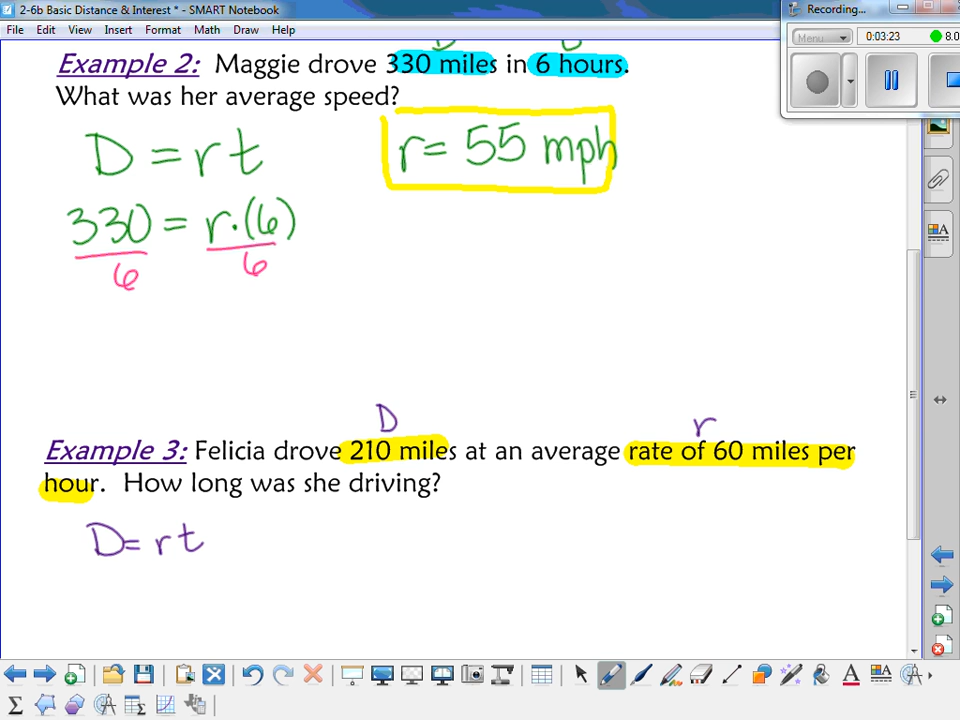 2-6b Basic Distance & Interest * - SMART Notebook
Recording...
File Edit View Insert Format Math Draw Help
Menu
0:03:23
8.0
Example 2: Maggie drove 330 miles in 6 hours.
What was her average speed?
D = r t
r = 55 mph
330 = r·(6)
6 6
D r
Example 3: Felicia drove 210 miles at an average rate of 60 miles per
hour. How long was she driving?
D = r t